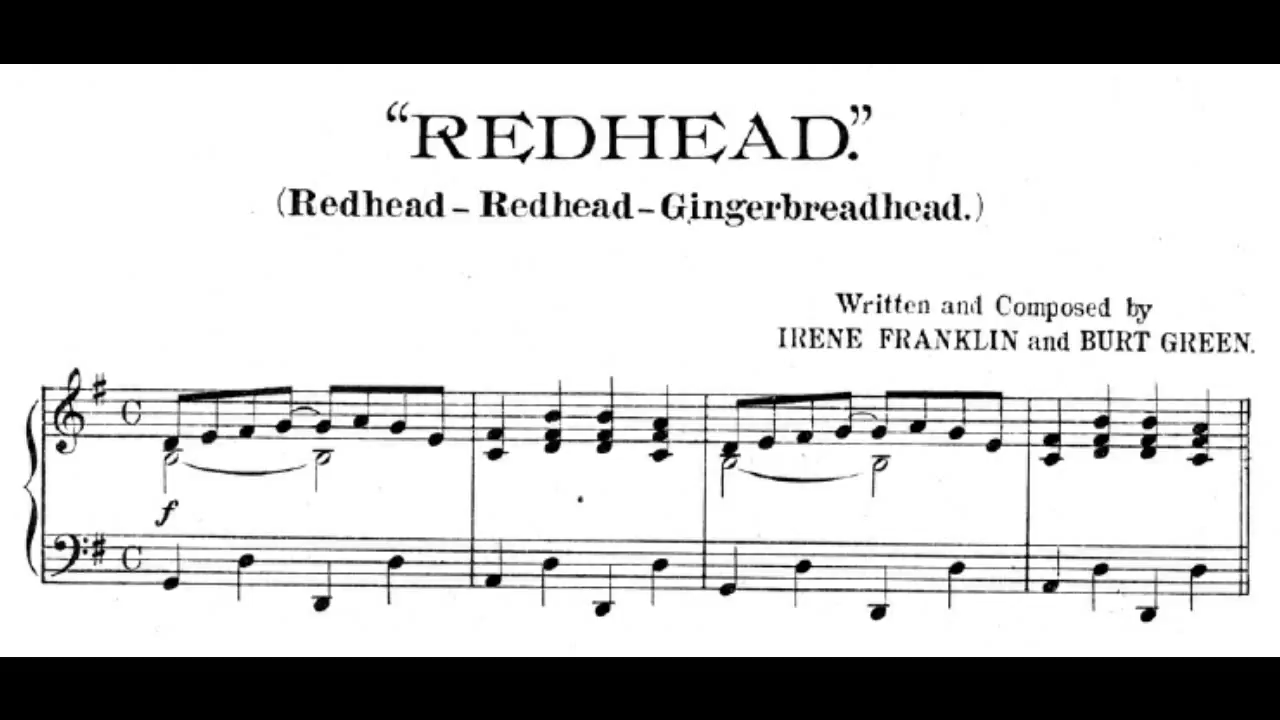 “REDHEAD.”
(Redhead - Redhead - Gingerbreadhead.)
Written and Composed by
IRENE FRANKLIN and BURT GREEN.
f